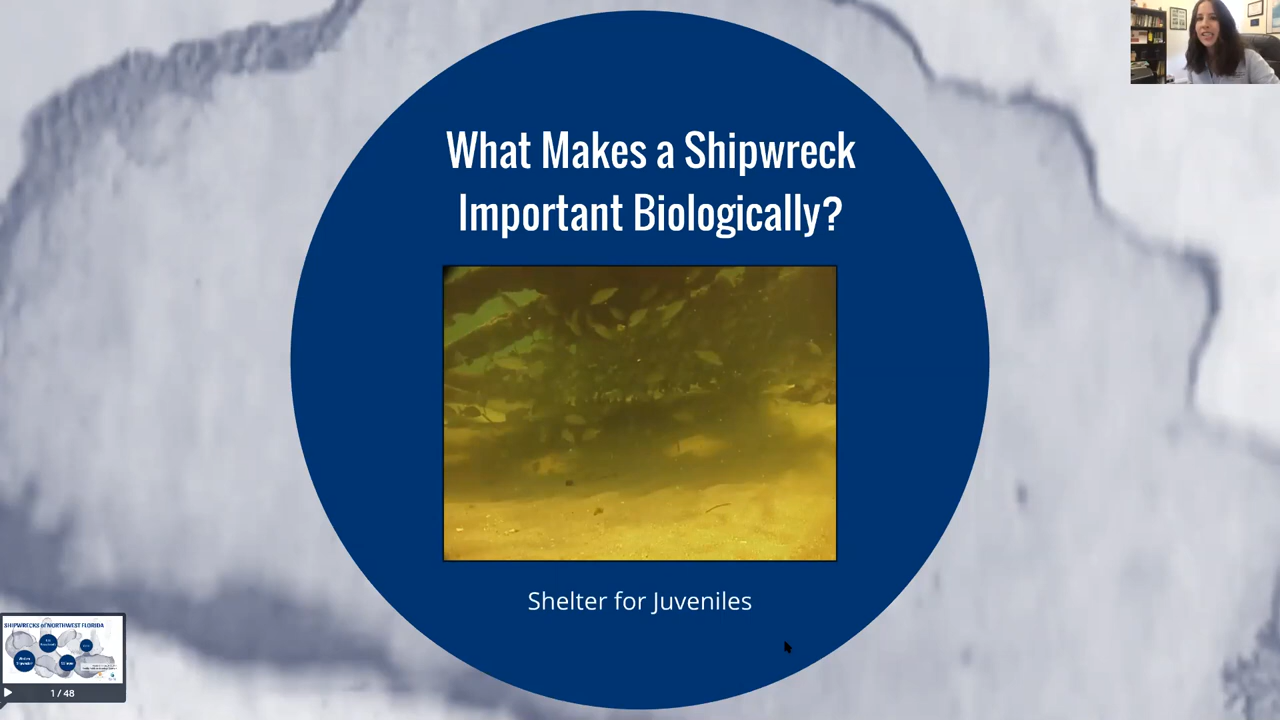 What Makes a Shipwreck
Important Biologically?
Shelter for Juveniles
SHIPWRECKS of NORTHWEST FLORIDA
1 / 48